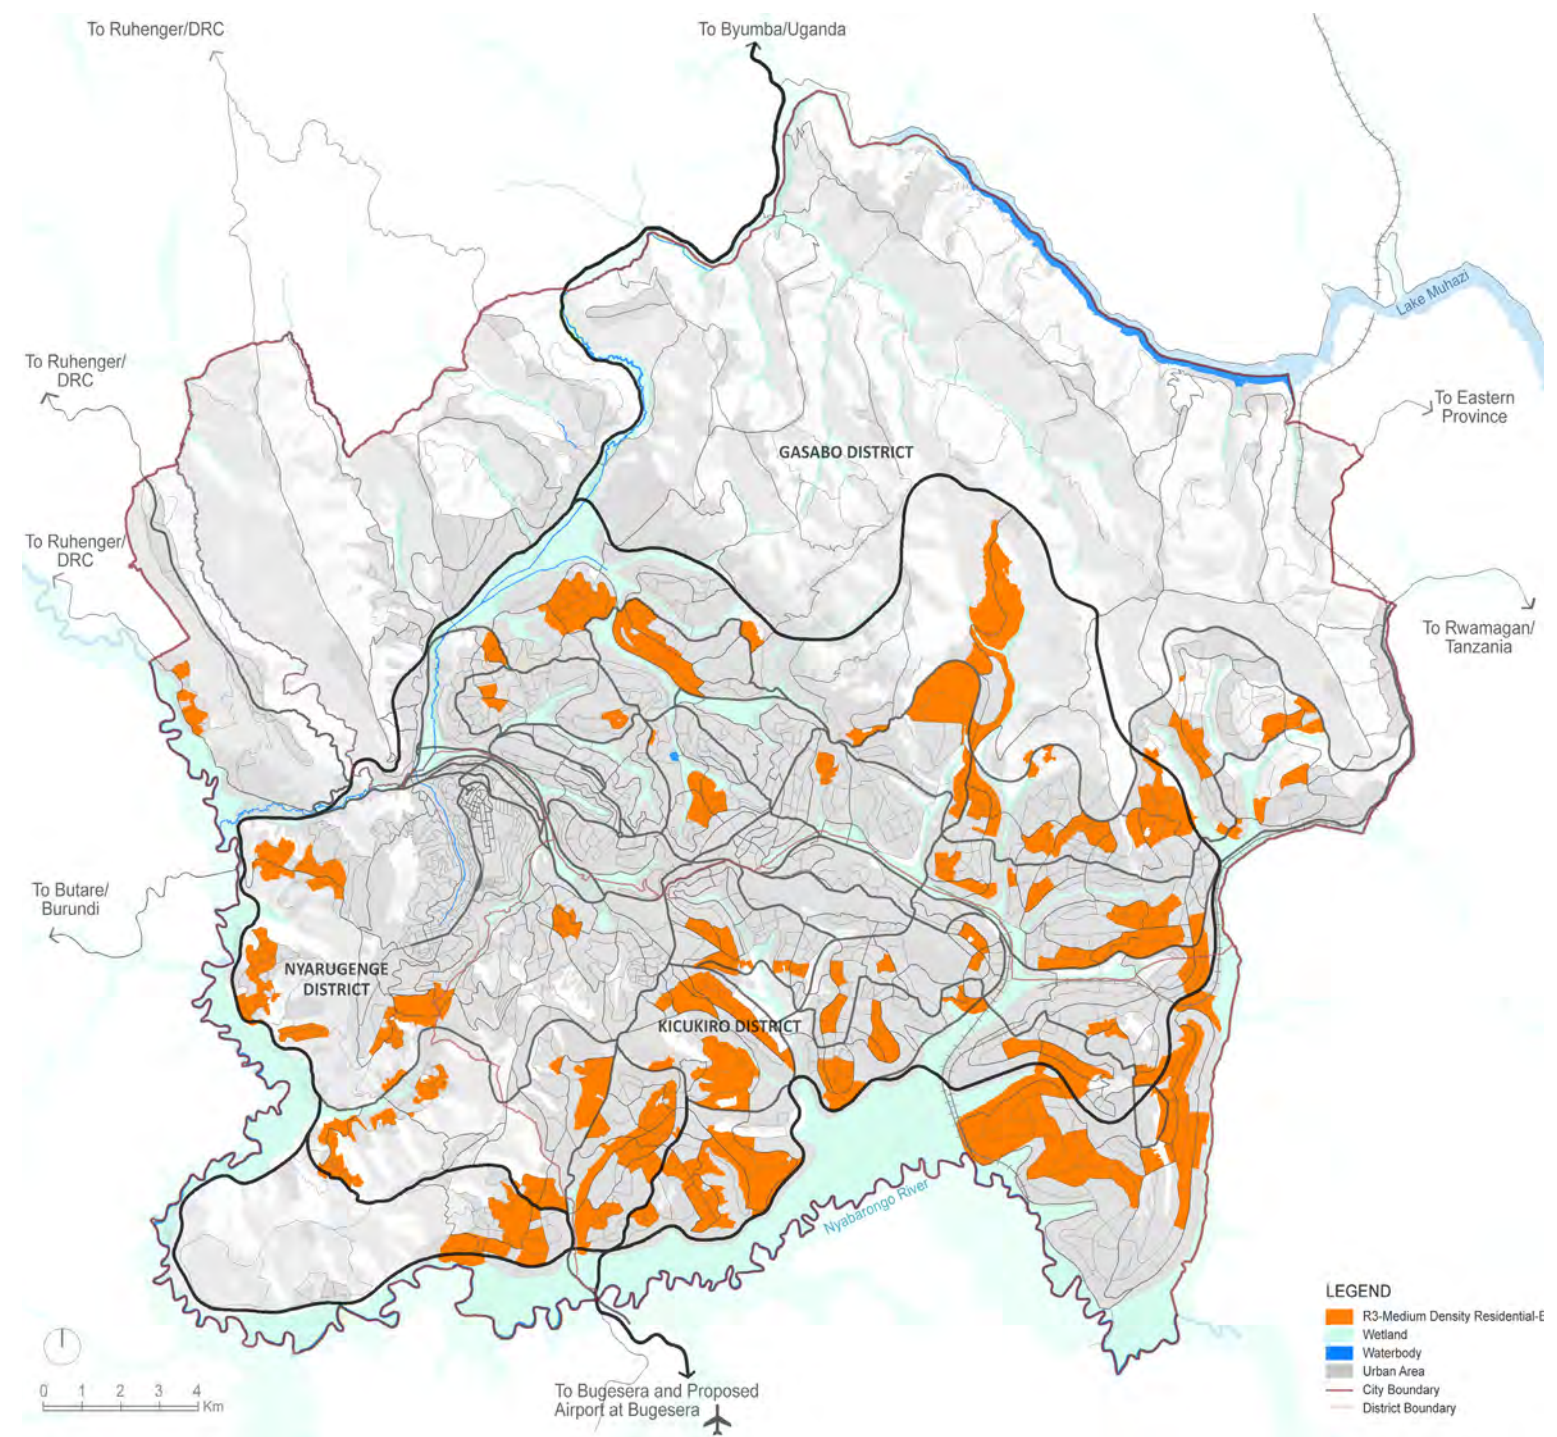 To Ruhenger/DRC
To Byumba/Uganda
Lake Muhazi
To Ruhenger/
DRC
To Eastern
Province
GASABO DISTRICT
To Ruhenger/
DRC
To Rwamagan/
Tanzania
To Butare/
Burundi
NYARUGENGE
DISTRICT
KICUKIRO DISTRICT
Nyabarongo River
LEGEND
R3-Medium Density Residential-E
Wetland
Waterbody
Urban Area
City Boundary
District Boundary
0 1 2 3 4
Km
To Bugesera and Proposed
Airport at Bugesera